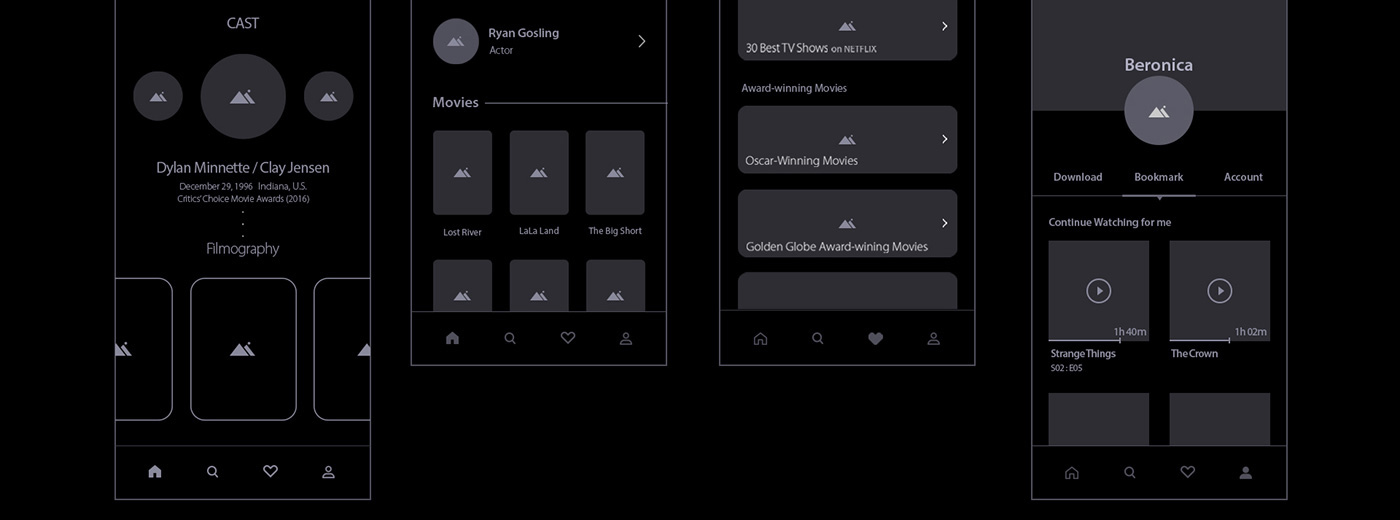 CAST
Dylan Minnette / Clay Jensen
December 29, 1996 Indiana, U.S.
Critics' Choice Movie Awards (2016)
Filmography
Ryan Gosling
Actor
Movies
Lost River
LaLa Land
The Big Short
30 Best TV Shows on NETFLIX
Award-winning Movies
Oscar-Winning Movies
Golden Globe Award-wining Movies
Beronica
Download
Bookmark
Account
Continue Watching for me
1h 40m
1h 02m
Strange Things
The Crown
S02 : E05